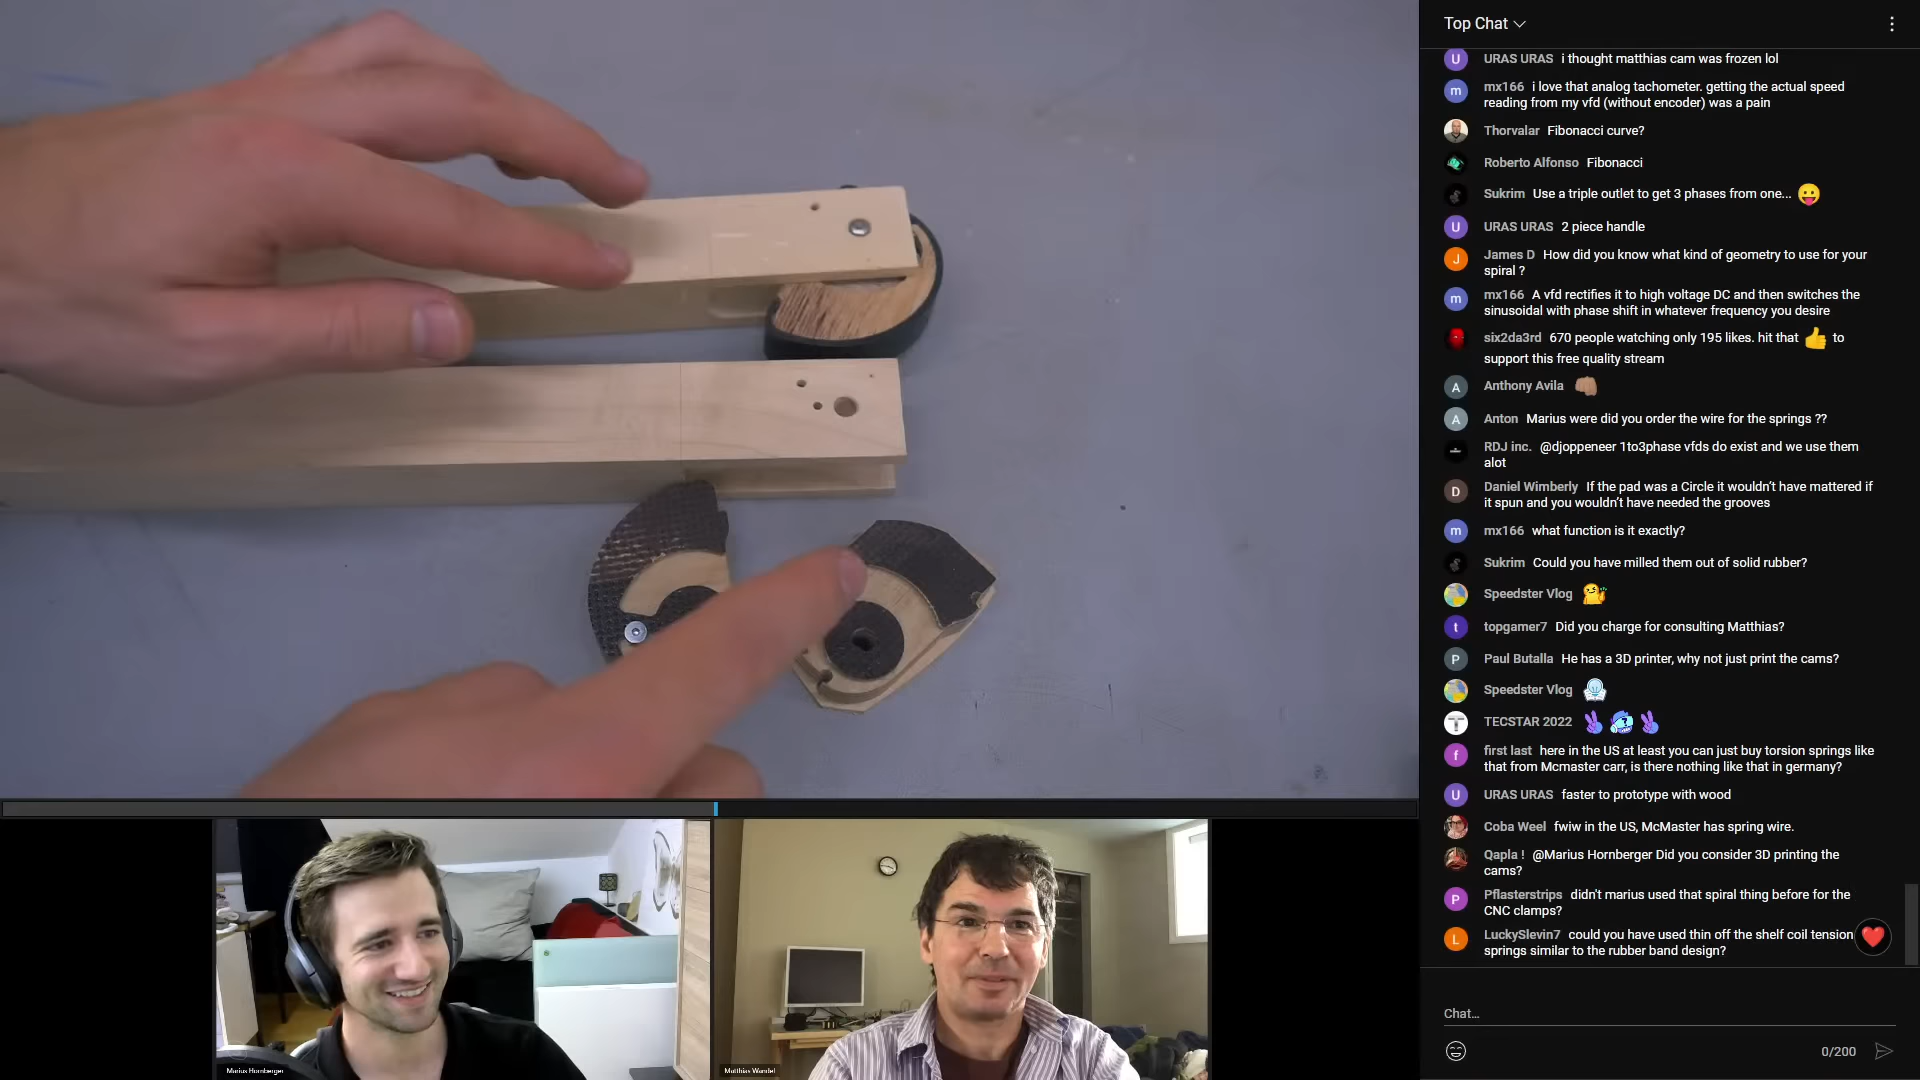 Top Chat
URAS URAS i thought matthias cam was frozen lol
mx166 i love that analog tachometer. getting the actual speed
reading from my vfd (without encoder) was a pain
Thorvalar Fibonacci curve?
Roberto Alfonso Fibonacci
Sukrim Use a triple outlet to get 3 phases from one... 😛
URAS URAS 2 piece handle
James D How did you know what kind of geometry to use for your
spiral ?
mx166 A vfd rectifies it to high voltage DC and then switches the
sinusoidal with phase shift in whatever frequency you desire
six2da3rd 670 people watching only 195 likes. hit that 👍 to
support this free quality stream
Anthony Avila 👊🏽
Anton Marius were did you order the wire for the springs ??
RDJ inc. @djoppeneer 1to3phase vfds do exist and we use them
alot
Daniel Wimberly If the pad was a Circle it wouldn't have mattered if
it spun and you wouldn't have needed the grooves
mx166 what function is it exactly?
Sukrim Could you have milled them out of solid rubber?
Speedster Vlog
topgamer7 Did you charge for consulting Matthias?
Paul Butalla He has a 3D printer, why not just print the cams?
Speedster Vlog
TECSTAR 2022
first last here in the US at least you can just buy torsion springs like
that from Mcmaster carr, is there nothing like that in germany?
URAS URAS faster to prototype with wood
Coba Weel fwiw in the US, McMaster has spring wire.
Qapla ! @Marius Hornberger Did you consider 3D printing the
cams?
Pflasterstrips didn't marius used that spiral thing before for the
CNC clamps?
LuckySlevin7 could you have used thin off the shelf coil tension
springs similar to the rubber band design?
Chat...
0/200
Marius Hornberger
Matthias Wandel